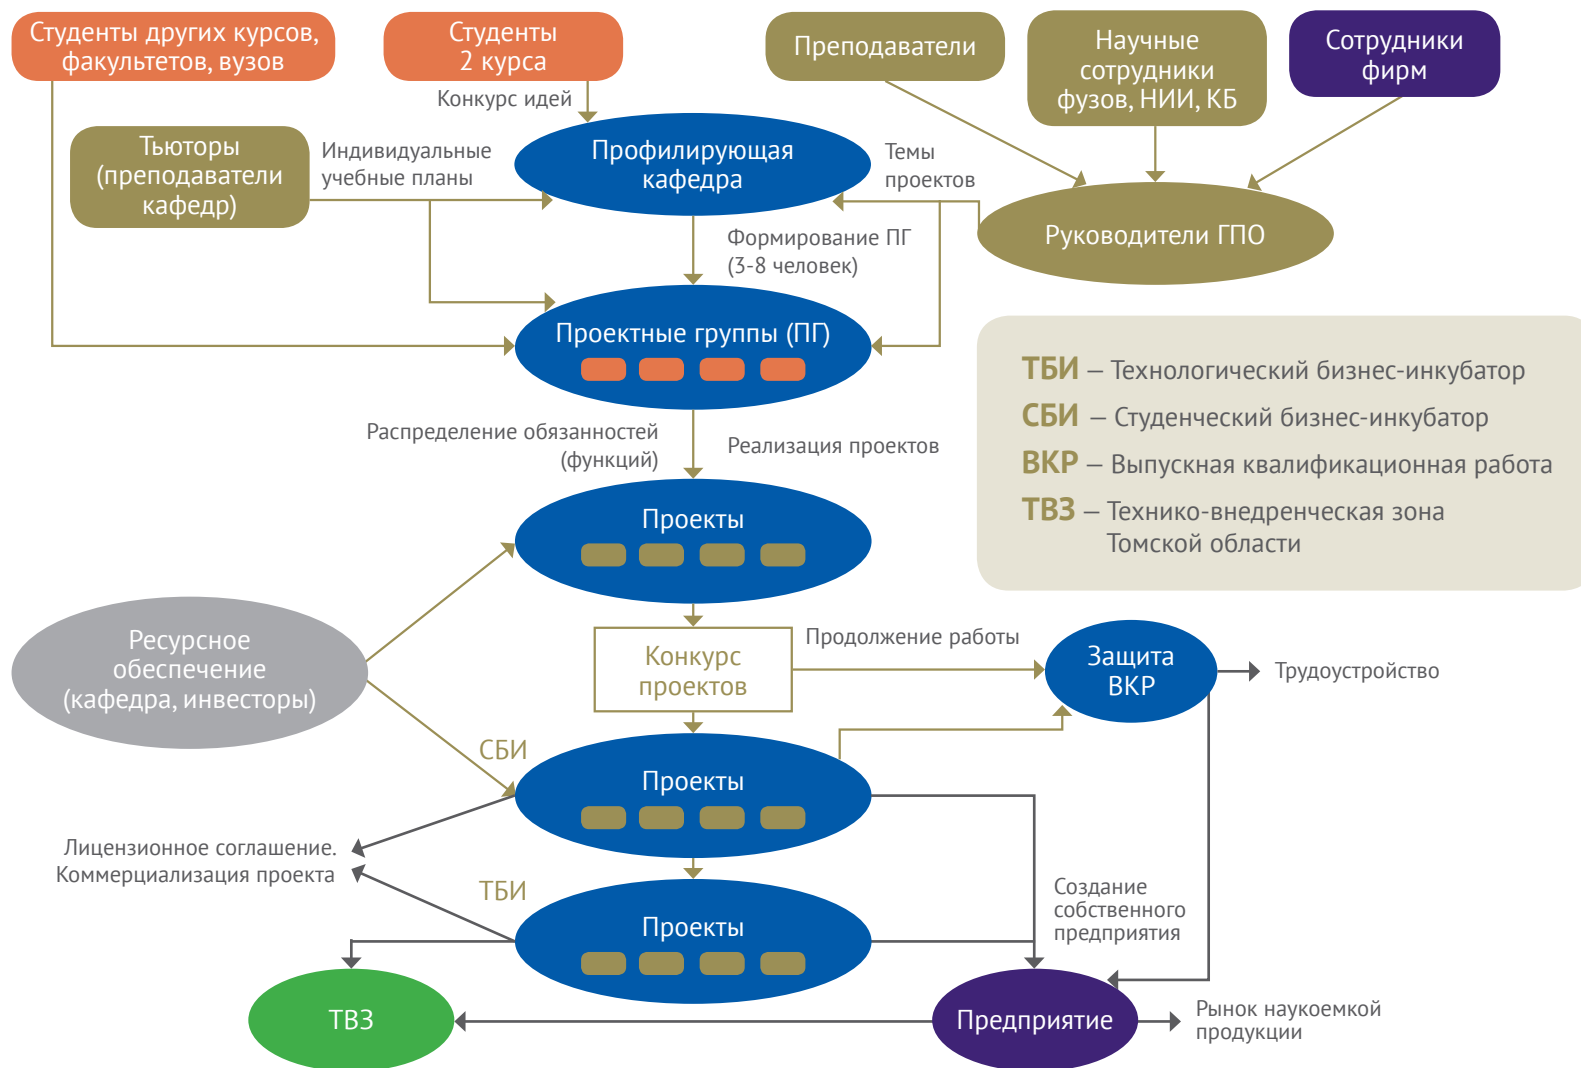 Студенты других курсов,
факультетов, вузов
Студенты
2 курса
Преподаватели
Научные
сотрудники
фузов, НИИ, КБ
Сотрудники
фирм
Конкурс идей
Тьюторы
(преподаватели
кафедр)
Индивидуальные
учебные планы
Профилирующая
кафедра
Темы
проектов
Руководители ГПО
Формирование ПГ
(3-8 человек)
Проектные группы (ПГ)
ТБИ – Технологический бизнес-инкубатор
СБИ – Студенческий бизнес-инкубатор
ВКР – Выпускная квалификационная работа
ТВЗ – Технико-внедренческая зона
Томской области
Распределение обязанностей
(функций)
Реализация проектов
Проекты
Ресурсное
обеспечение
(кафедра, инвесторы)
Конкурс
проектов
Продолжение работы
Защита
ВКР
Трудоустройство
СБИ
Проекты
Лицензионное соглашение.
Коммерциализация проекта
ТБИ
Проекты
Создание
собственного
предприятия
ТВЗ
Предприятие
Рынок наукоемкой
продукции